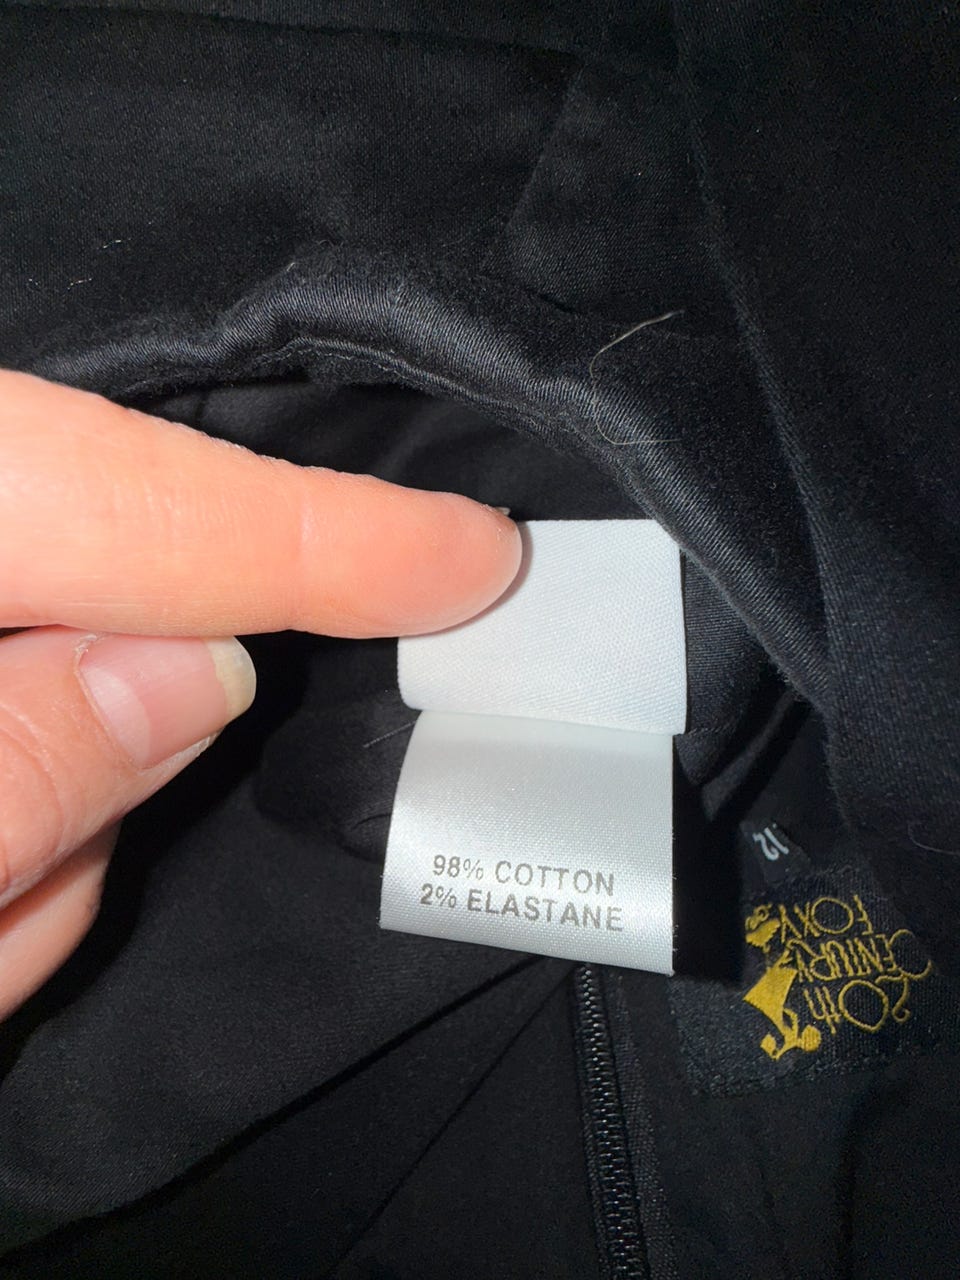 98% COTTON
2% ELASTANE
12
20th
CENTURY
FOXY